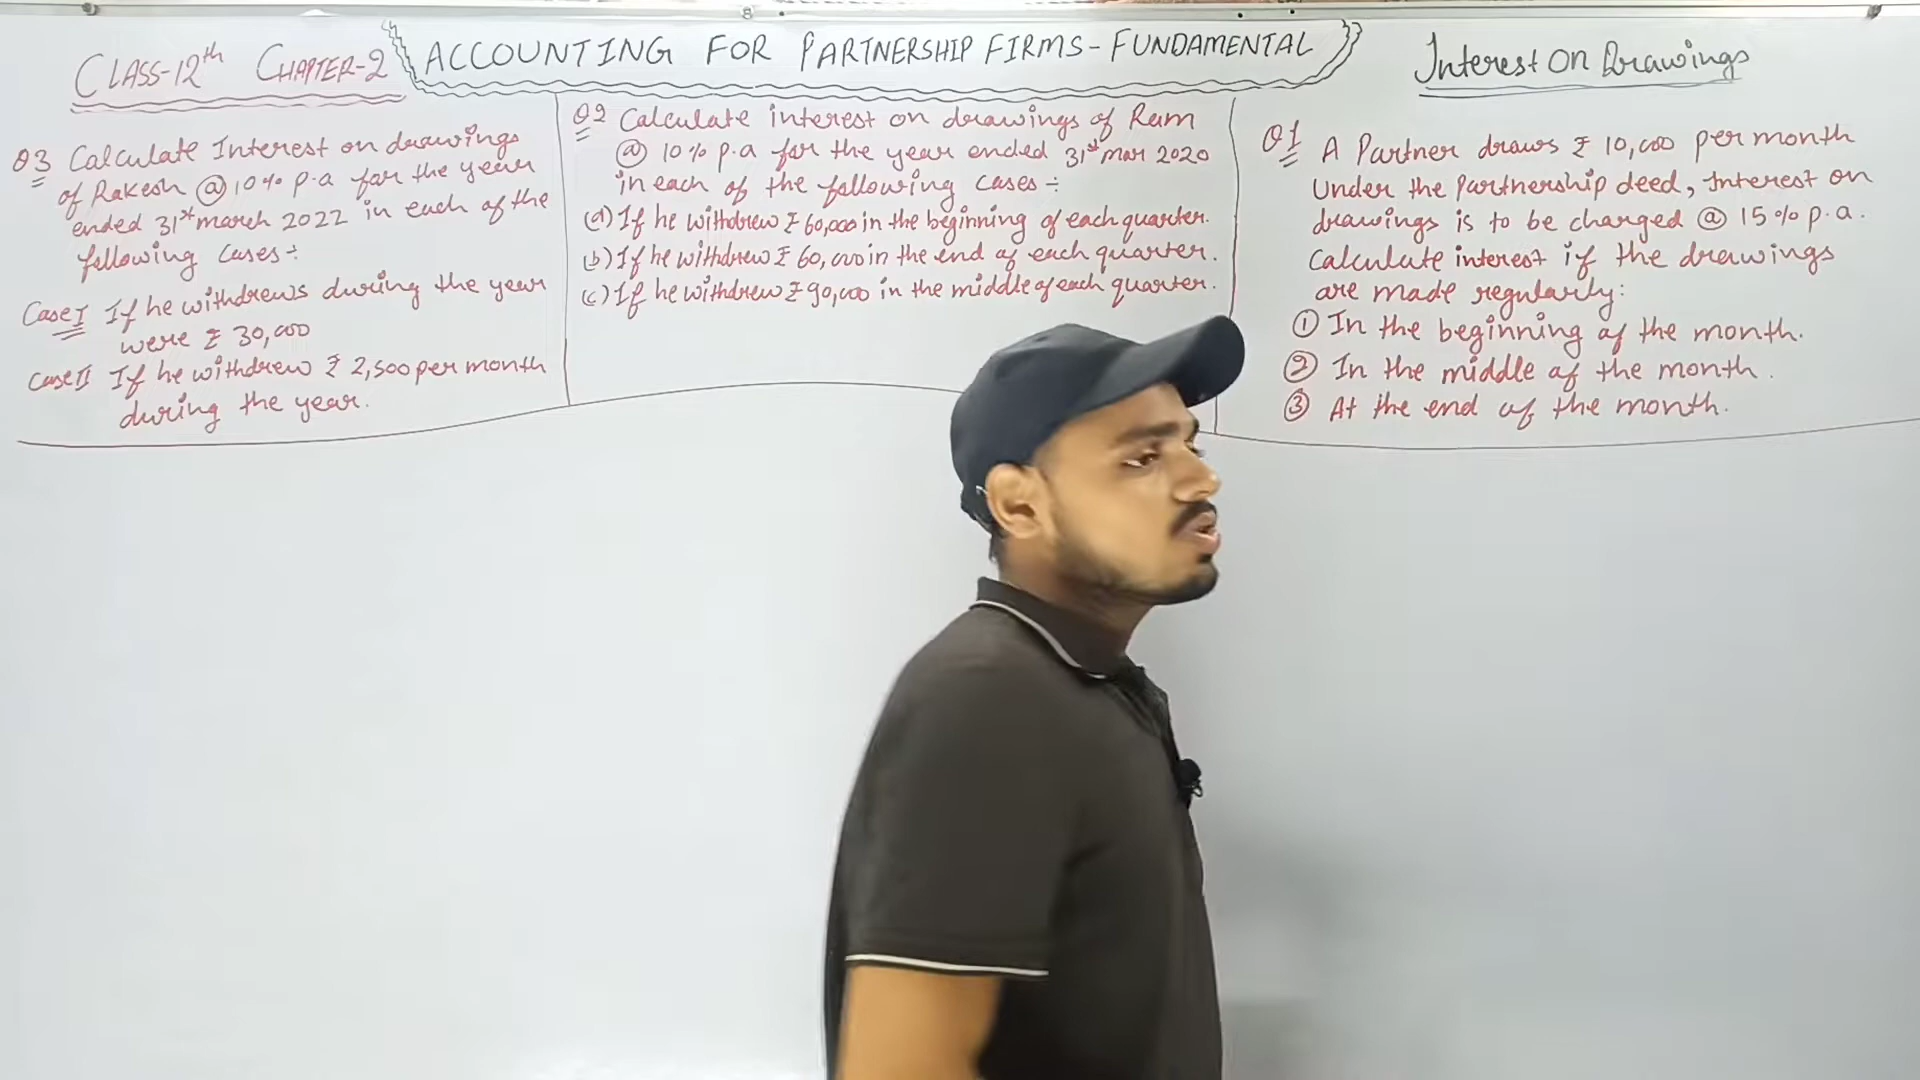 CLASS-12th CHAPTER-2
ACCOUNTING FOR PARTNERSHIP FIRMS - FUNDAMENTAL
Interest On Drawings
Q3 Calculate Interest on drawings
of Rakesh @ 10% p.a for the year
ended 31st march 2022 in each of the
following cases:-
Case I If he withdrews during the year
were ₹ 30,000
Case II If he withdrew ₹ 2,500 per month
during the year.
Q2 Calculate interest on drawings of Ram
@ 10% p.a for the year ended 31st Mar 2020
in each of the following cases :-
(a) If he withdrew ₹ 60,000 in the beginning of each quarter.
(b) If he withdrew ₹ 60,000 in the end of each quarter.
(c) If he withdrew ₹ 90,000 in the middle of each quarter.
Q1 A Partner draws ₹ 10,000 per month
Under the Partnership deed, Interest on
drawings is to be charged @ 15% p.a.
Calculate interest if the drawings
are made regularly:
① In the beginning of the month.
② In the middle of the month.
③ At the end of the month.